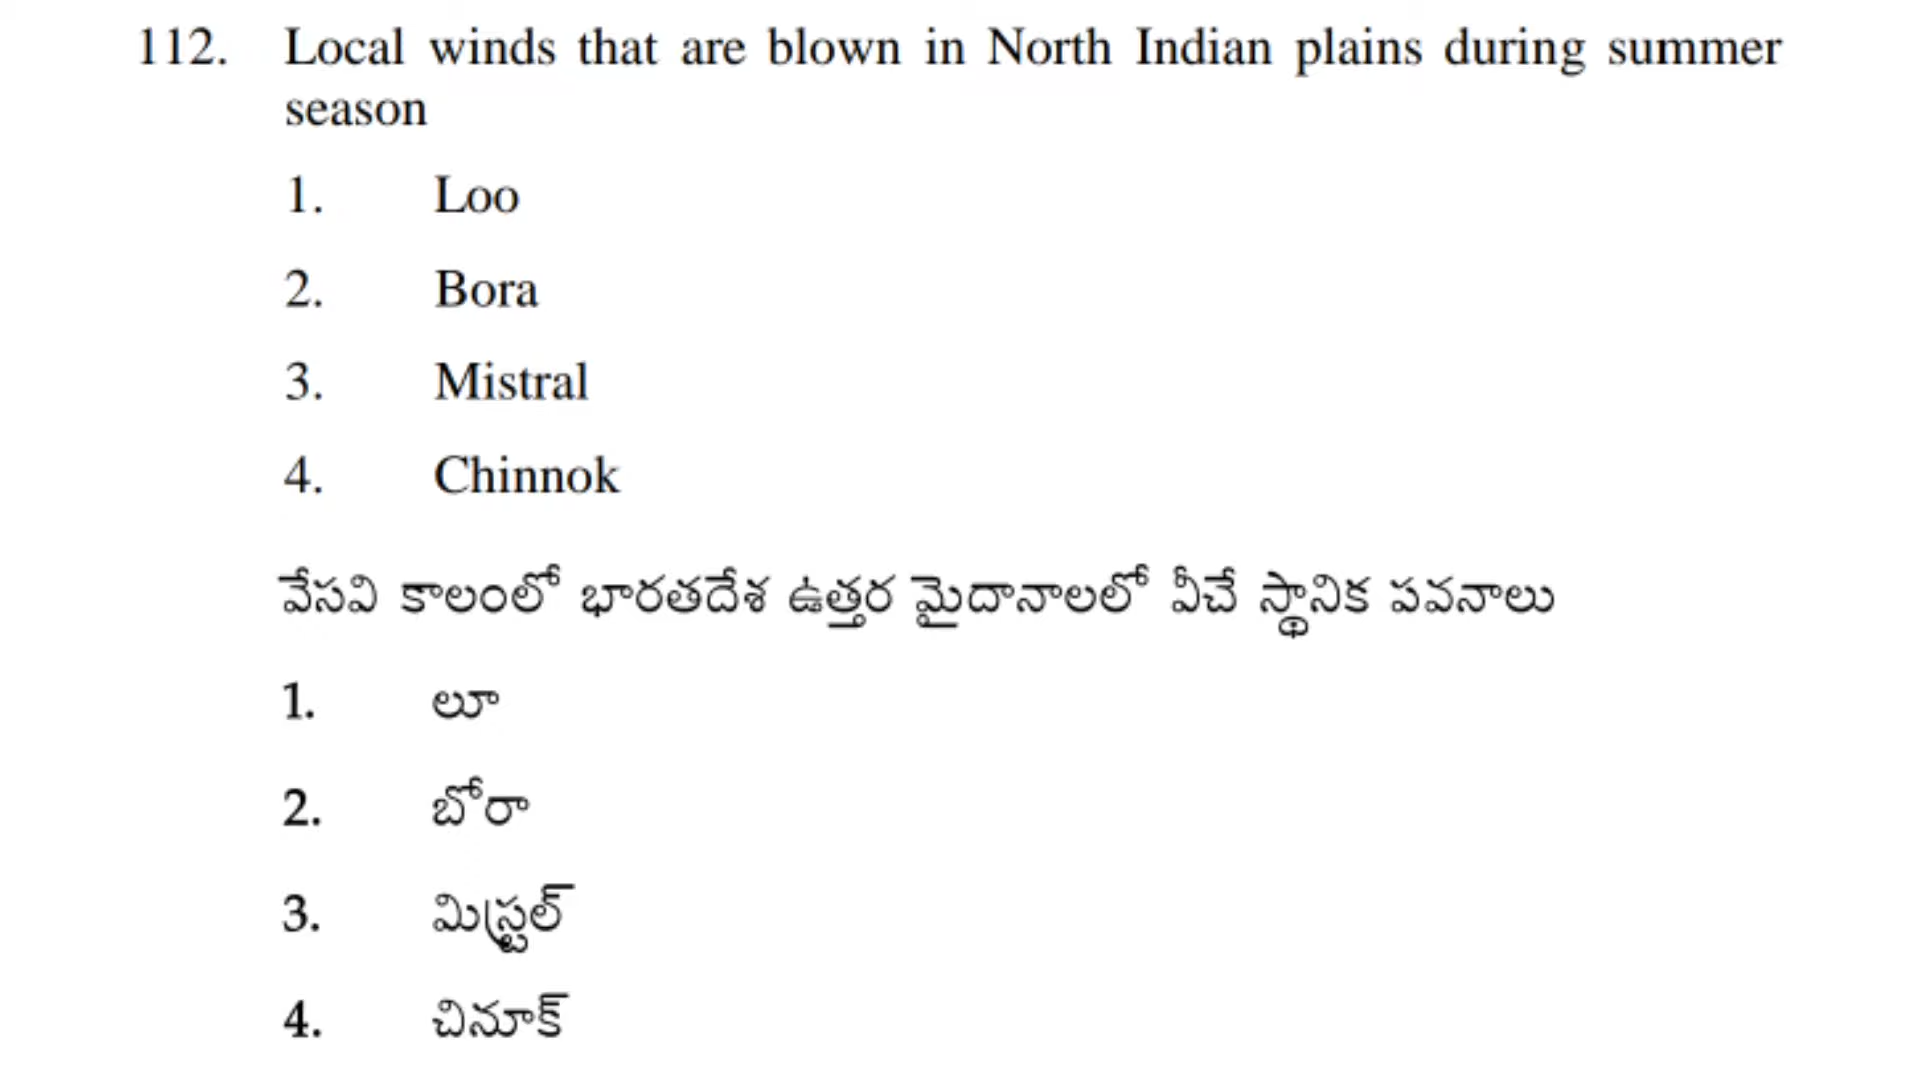 112. Local winds that are blown in North Indian plains during summer
season
1. Loo
2. Bora
3. Mistral
4. Chinnok
వేసవి కాలంలో భారతదేశ ఉత్తర మైదానాలలో వీచే స్థానిక పవనాలు
1. లూ
2. బోరా
3. మిస్ట్రల్
4. చినూక్